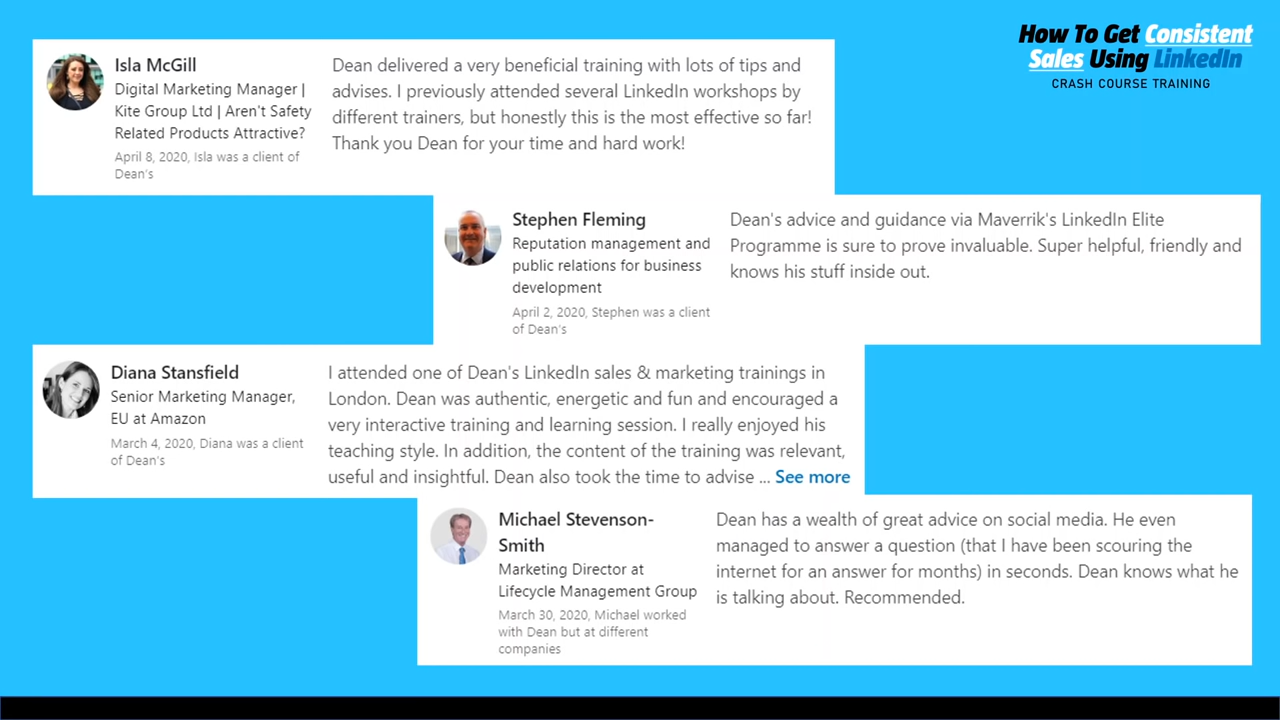 How To Get Consistent
Sales Using LinkedIn
CRASH COURSE TRAINING
Isla McGill
Digital Marketing Manager |
Kite Group Ltd | Aren't Safety
Related Products Attractive?
April 8, 2020, Isla was a client of
Dean's
Dean delivered a very beneficial training with lots of tips and
advises. I previously attended several LinkedIn workshops by
different trainers, but honestly this is the most effective so far!
Thank you Dean for your time and hard work!
Stephen Fleming
Reputation management and
public relations for business
development
April 2, 2020, Stephen was a client
of Dean's
Dean's advice and guidance via Maverrik's LinkedIn Elite
Programme is sure to prove invaluable. Super helpful, friendly and
knows his stuff inside out.
Diana Stansfield
Senior Marketing Manager,
EU at Amazon
March 4, 2020, Diana was a client
of Dean's
I attended one of Dean's LinkedIn sales & marketing trainings in
London. Dean was authentic, energetic and fun and encouraged a
very interactive training and learning session. I really enjoyed his
teaching style. In addition, the content of the training was relevant,
useful and insightful. Dean also took the time to advise ... See more
Michael Stevenson-
Smith
Marketing Director at
Lifecycle Management Group
March 30, 2020, Michael worked
with Dean but at different
companies
Dean has a wealth of great advice on social media. He even
managed to answer a question (that I have been scouring the
internet for an answer for months) in seconds. Dean knows what he
is talking about. Recommended.